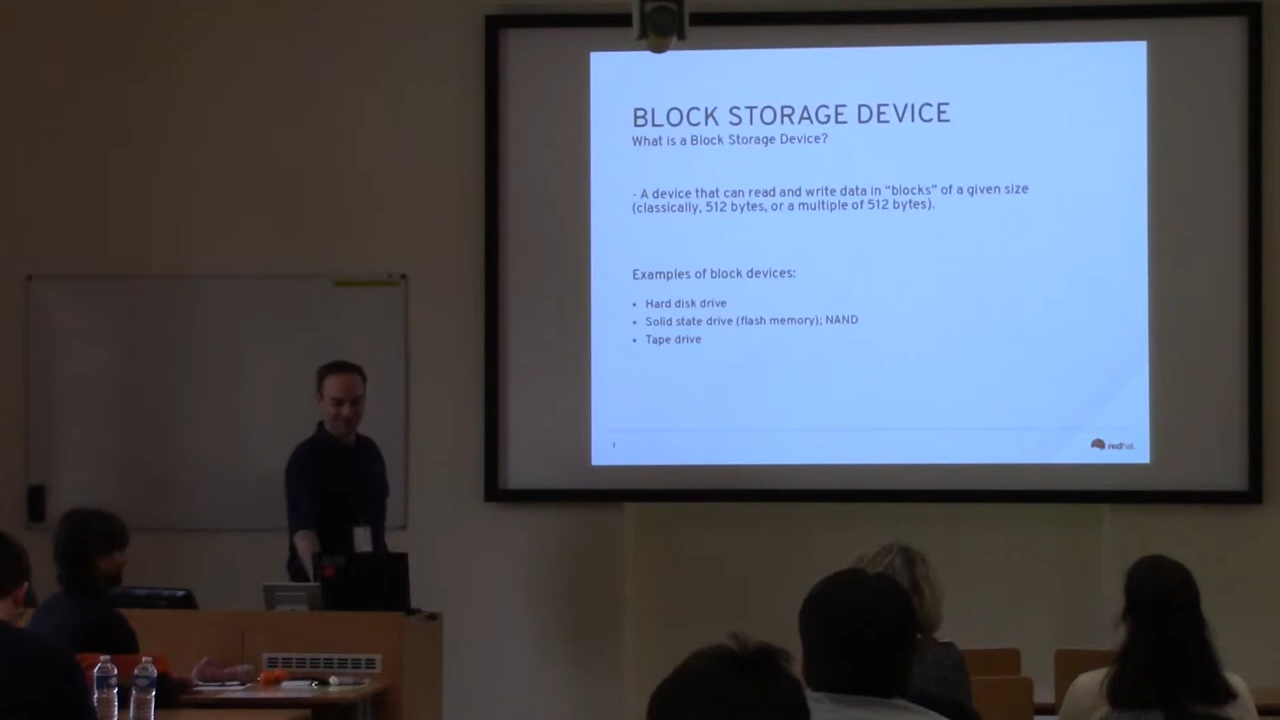 BLOCK STORAGE DEVICE
What is a Block Storage Device?
- A device that can read and write data in “blocks” of a given size
(classically, 512 bytes, or a multiple of 512 bytes).
Examples of block devices:
• Hard disk drive
• Solid state drive (flash memory); NAND
• Tape drive
redhat